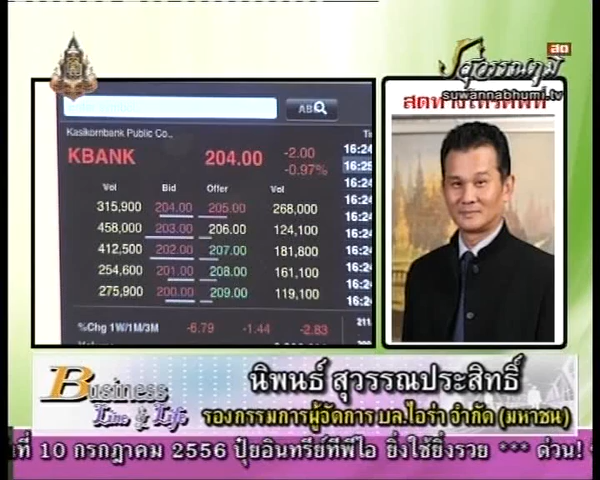 สุวรรณภูมิ
สด
suwannabhumi.tv
สดทางโทรศัพท์
ABC
Kasikornbank Public Co.,
KBANK 204.00 -2.00
-0.97%
Vol Bid Offer Vol
315,900 204.00 205.00 268,000
458,000 203.00 206.00 124,100
412,500 202.00 207.00 181,800
254,600 201.00 208.00 161,100
275,900 200.00 209.00 119,100
16:24
16:25
16:24
16:24
16:24
16:24
16:24
16:24
%Chg 1W/1M/3M -6.79 -1.44 -2.83
Business
Line & Life
นิพนธ์ สุวรรณประสิทธิ์
รองกรรมการผู้จัดการ บล.ไอร่า จำกัด (มหาชน)
ที่ 10 กรกฎาคม 2556 ปุ๋ยอินทรีย์ทีพีไอ ยิ่งใช้ยิ่งรวย *** ด่วน!